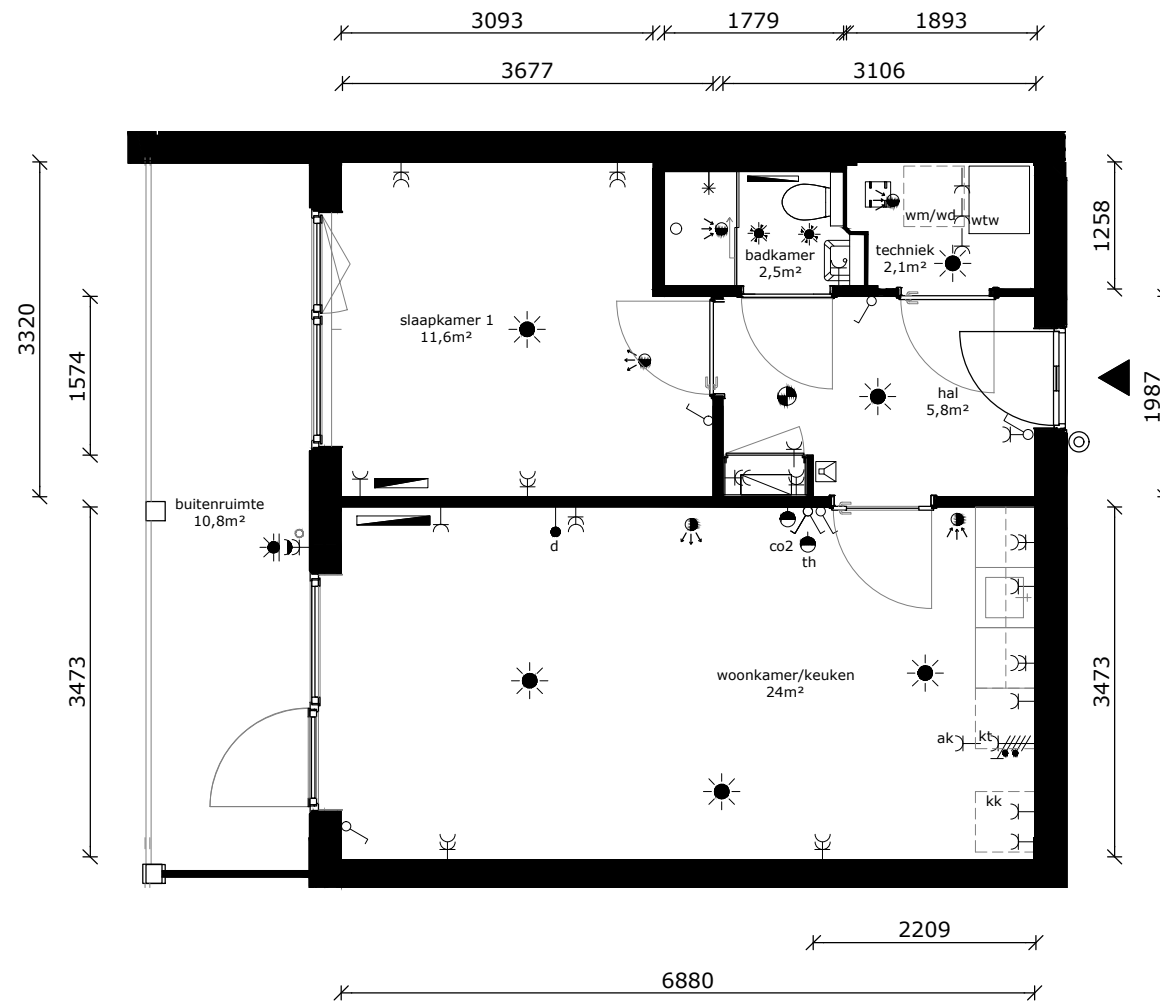 3093
1779
1893
3677
3106
3320
1574
1258
1987
wm/wd
wtw
techniek
2,1m²
badkamer
2,5m²
slaapkamer 1
11,6m²
hal
5,8m²
buitenruimte
10,8m²
d
co2
th
3473
woonkamer/keuken
24m²
3473
ak
kt
kk
2209
6880